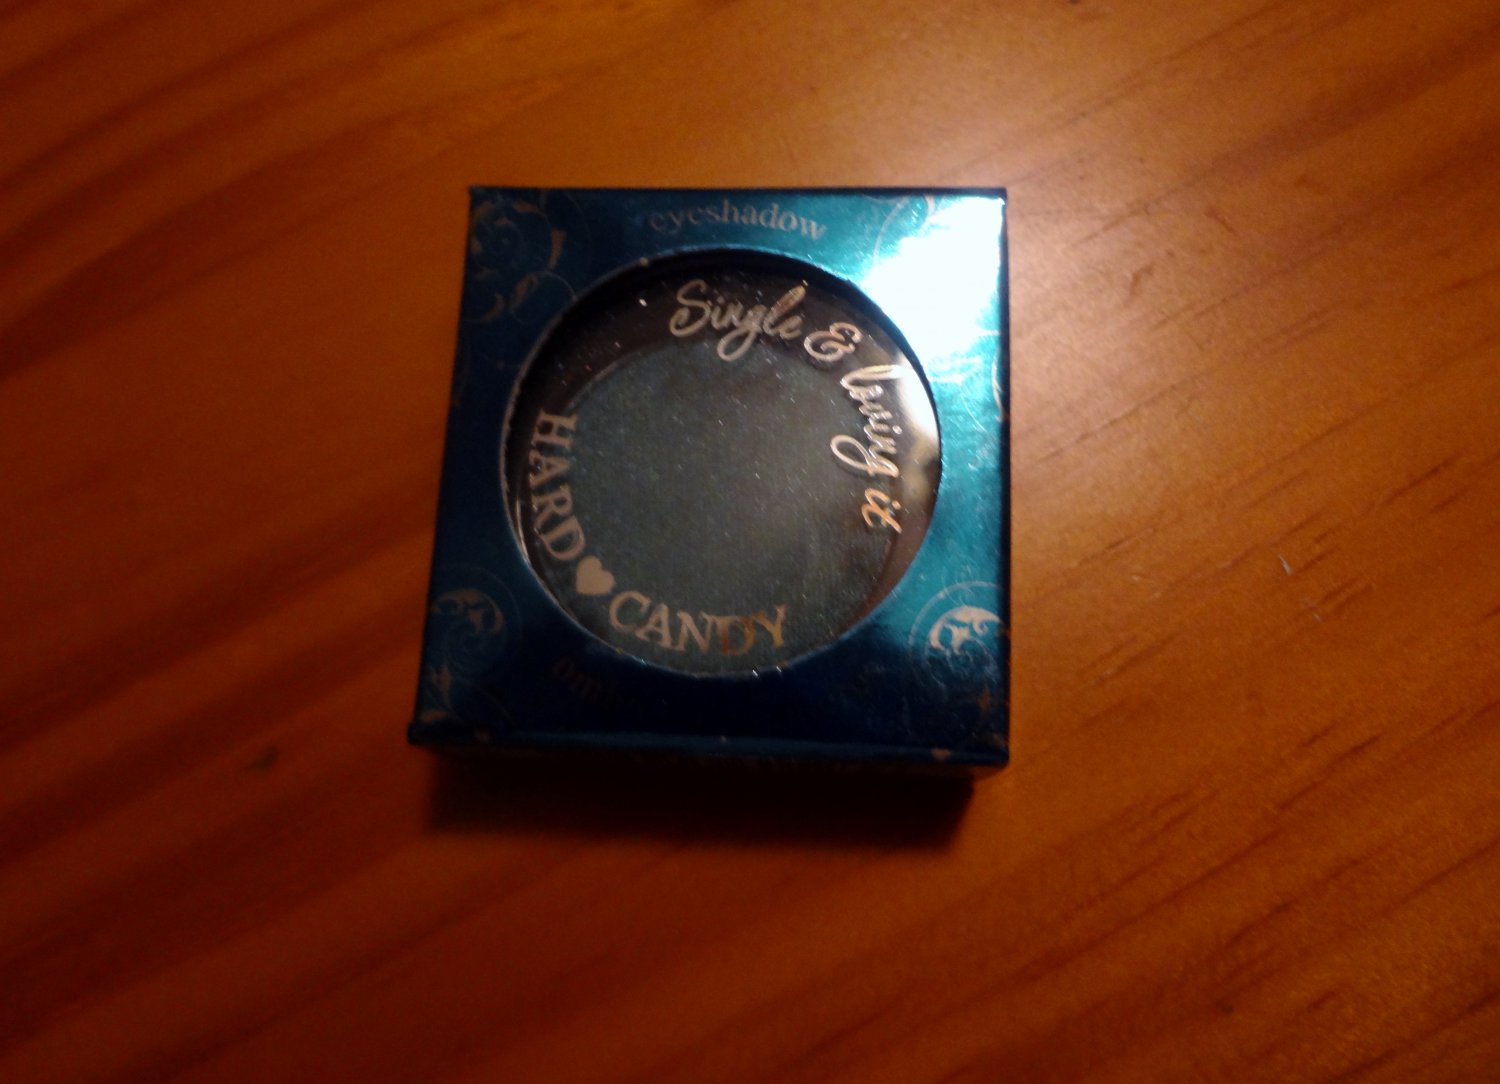 eyeshadow
Single & loving it
HARD CANDY